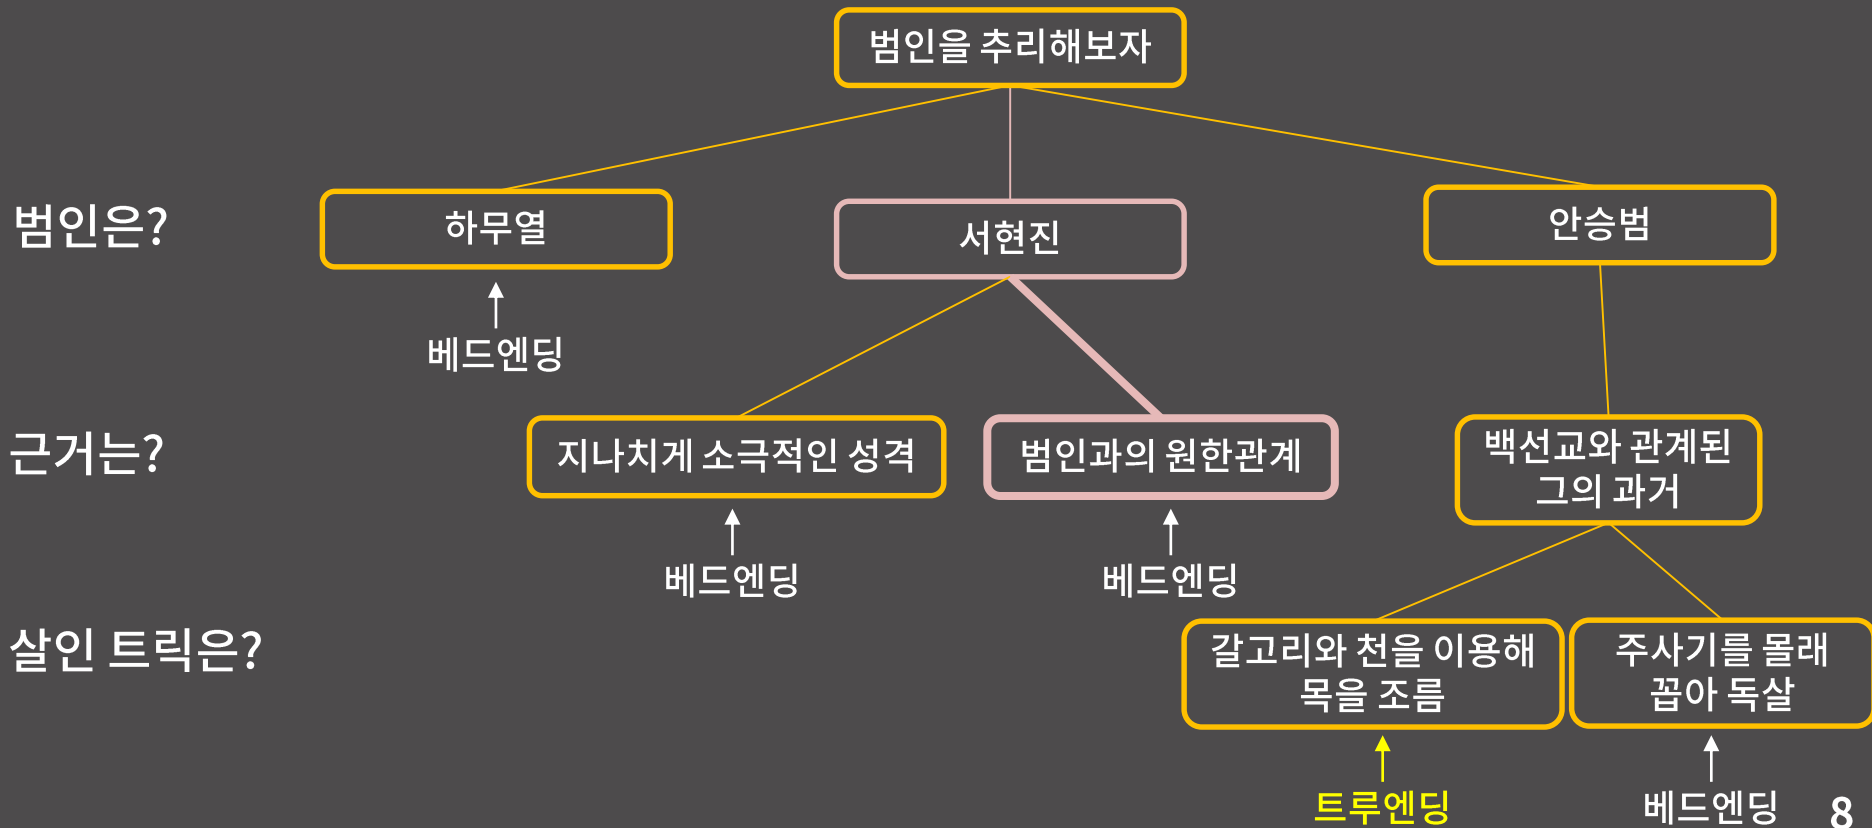 범인을 추리해보자
범인은?
하무열
서현진
안승범
베드엔딩
근거는?
지나치게 소극적인 성격
범인과의 원한관계
백선교와 관계된
그의 과거
베드엔딩
베드엔딩
살인 트릭은?
갈고리와 천을 이용해
목을 조름
주사기를 몰래
꼽아 독살
트루엔딩
베드엔딩
8